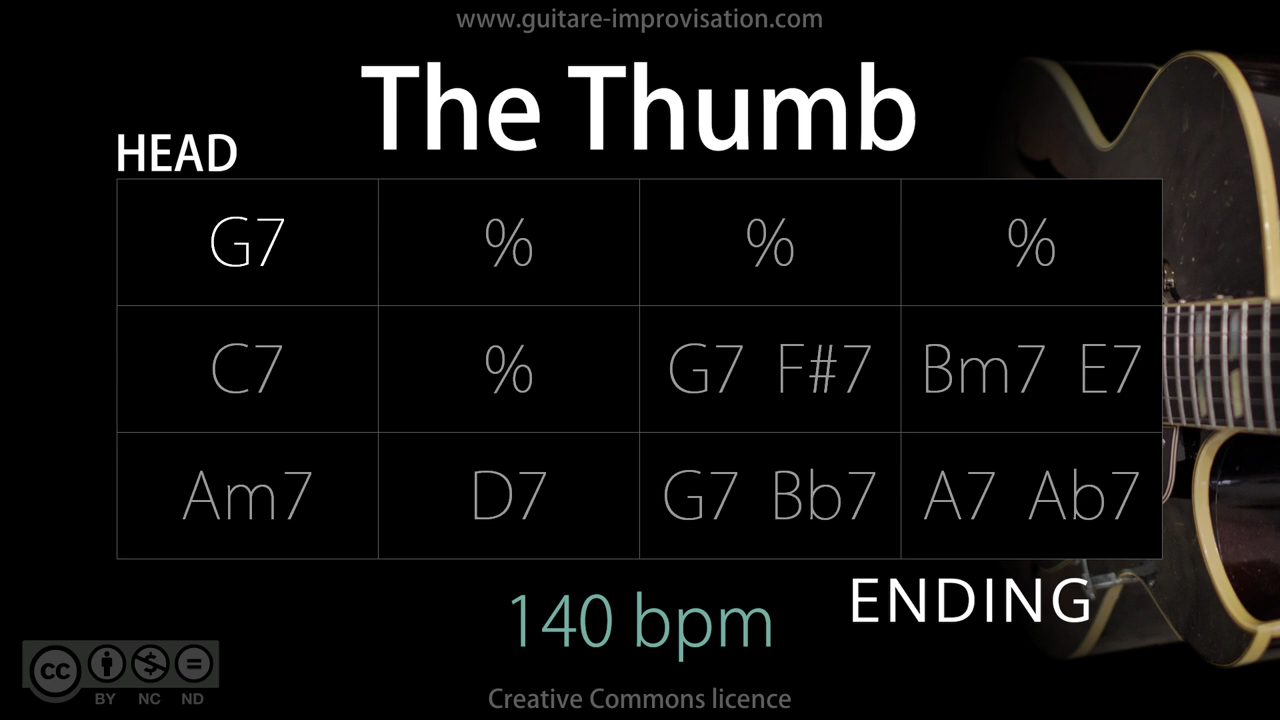 www.guitare-improvisation.com
The Thumb
HEAD
G7 % % %
C7 % G7 F#7 Bm7 E7
Am7 D7 G7 Bb7 A7 Ab7
140 bpm
ENDING
cc
BY NC ND
Creative Commons licence